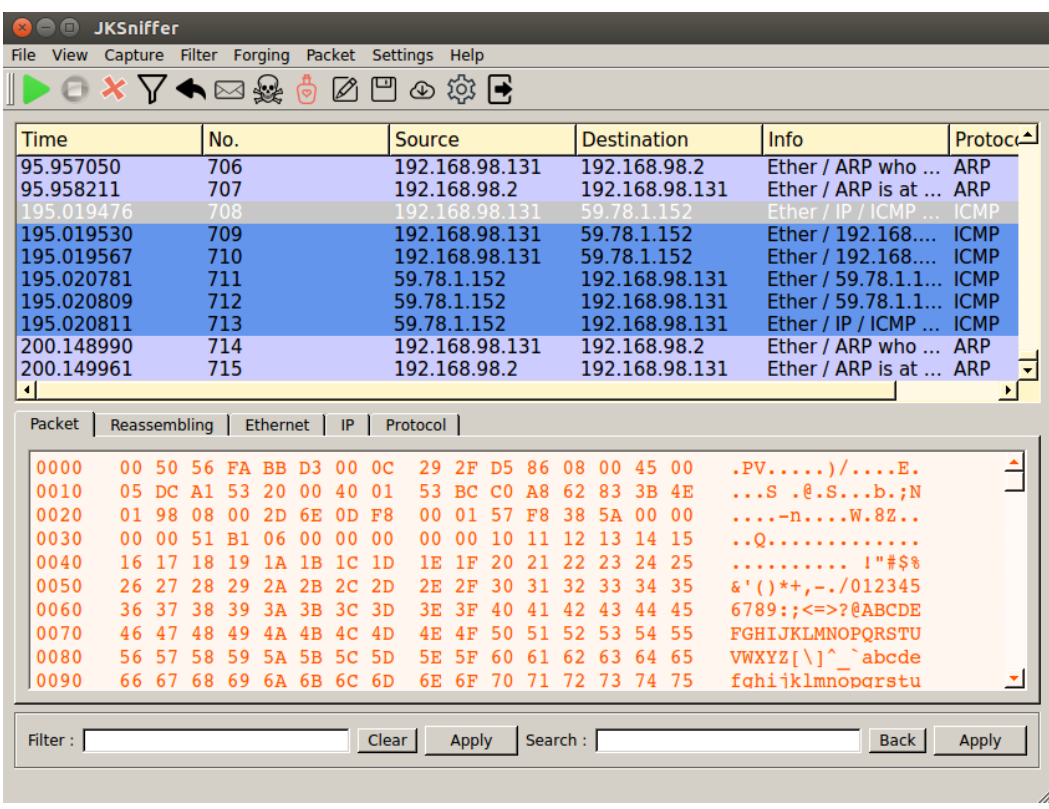 JKSniffer
File View Capture Filter Forging Packet Settings Help
Time No. Source Destination Info Protoc
95.957050 706 192.168.98.131 192.168.98.2 Ether / ARP who ... ARP
95.958211 707 192.168.98.2 192.168.98.131 Ether / ARP is at ... ARP
195.019476 708 192.168.98.131 59.78.1.152 Ether / IP / ICMP ... ICMP
195.019530 709 192.168.98.131 59.78.1.152 Ether / 192.168.... ICMP
195.019567 710 192.168.98.131 59.78.1.152 Ether / 192.168.... ICMP
195.020781 711 59.78.1.152 192.168.98.131 Ether / 59.78.1.1... ICMP
195.020809 712 59.78.1.152 192.168.98.131 Ether / 59.78.1.1... ICMP
195.020811 713 59.78.1.152 192.168.98.131 Ether / IP / ICMP ... ICMP
200.148990 714 192.168.98.131 192.168.98.2 Ether / ARP who ... ARP
200.149961 715 192.168.98.2 192.168.98.131 Ether / ARP is at ... ARP
Packet Reassembling Ethernet IP Protocol
0000 00 50 56 FA BB D3 00 0C 29 2F D5 86 08 00 45 00 .PV.....)/....E.
0010 05 DC A1 53 20 00 40 01 53 BC C0 A8 62 83 3B 4E ...S .@.S...b.;N
0020 01 98 08 00 2D 6E 0D F8 00 01 57 F8 38 5A 00 00 ....-n....W.8Z..
0030 00 00 51 B1 06 00 00 00 00 00 10 11 12 13 14 15 ..Q.............
0040 16 17 18 19 1A 1B 1C 1D 1E 1F 20 21 22 23 24 25 .......... !"#$%
0050 26 27 28 29 2A 2B 2C 2D 2E 2F 30 31 32 33 34 35 &'()*+,-./012345
0060 36 37 38 39 3A 3B 3C 3D 3E 3F 40 41 42 43 44 45 6789:;<=>?@ABCDE
0070 46 47 48 49 4A 4B 4C 4D 4E 4F 50 51 52 53 54 55 FGHIJKLMNOPQRSTU
0080 56 57 58 59 5A 5B 5C 5D 5E 5F 60 61 62 63 64 65 VWXYZ[\]^_`abcde
0090 66 67 68 69 6A 6B 6C 6D 6E 6F 70 71 72 73 74 75 fghijklmnopqrstu
Filter : Clear Apply Search : Back Apply